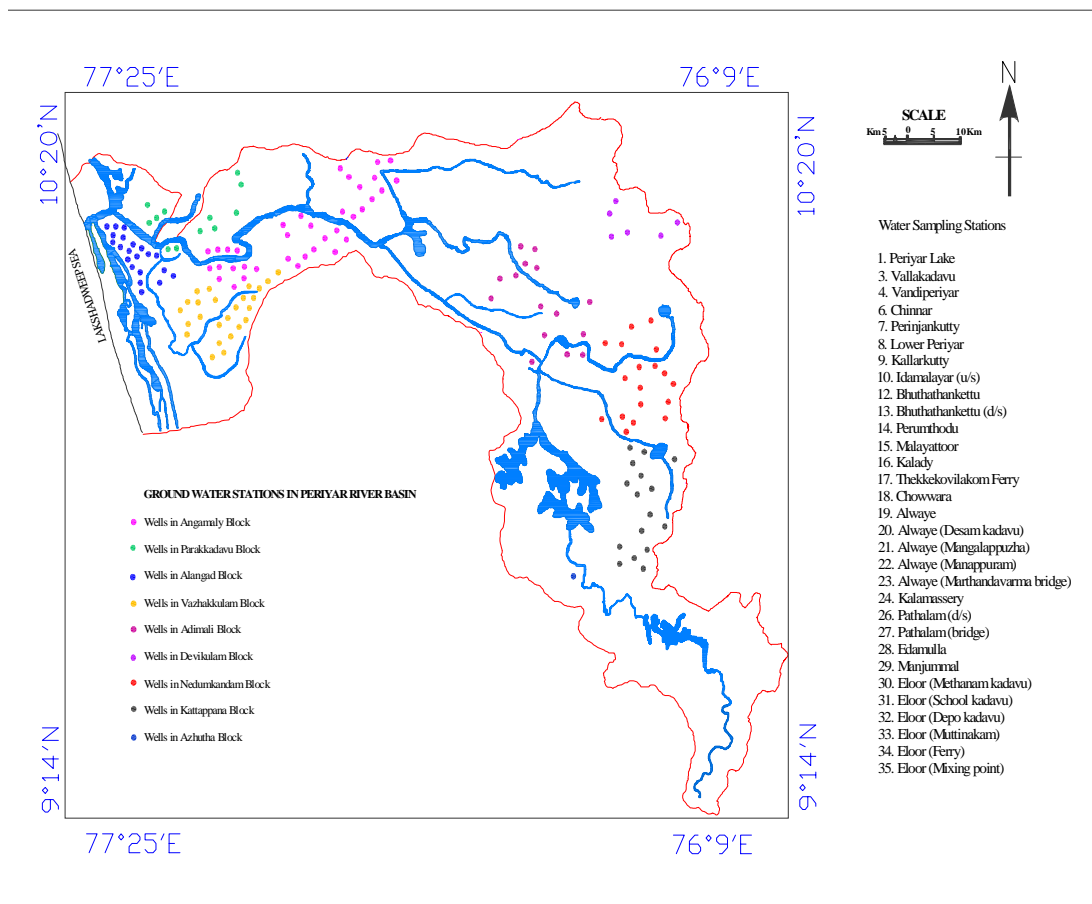 77°25'E 76°9'E
N
10°20'N
10°20'N
SCALE
Km5 0 5 10Km
Water Sampling Stations
LAKSHADWEEP SEA
1. Periyar Lake
3. Vallakadavu
4. Vandiperiyar
6. Chinnar
7. Perinjankutty
8. Lower Periyar
9. Kallarkutty
10. Idamalayar (u/s)
12. Bhuthathankettu
13. Bhuthathankettu (d/s)
14. Perumthodu
15. Malayattoor
16. Kalady
17. Thekkekovilakom Ferry
18. Chowwara
19. Alwaye
20. Alwaye (Desam kadavu)
21. Alwaye (Mangalappuzha)
22. Alwaye (Manappuram)
23. Alwaye (Marthandavarma bridge)
24. Kalamassery
26. Pathalam (d/s)
27. Pathalam (bridge)
28. Edamulla
29. Manjummal
30. Eloor (Methanam kadavu)
31. Eloor (School kadavu)
32. Eloor (Depo kadavu)
33. Eloor (Muttinakam)
34. Eloor (Ferry)
35. Eloor (Mixing point)
GROUND WATER STATIONS IN PERIYAR RIVER BASIN
Wells in Angamaly Block
Wells in Parakkadavu Block
Wells in Alangad Block
Wells in Vazhakkulam Block
Wells in Adimali Block
Wells in Devikulam Block
Wells in Nedumkandam Block
Wells in Kattappana Block
Wells in Azhutha Block
9°14'N
9°14'N
77°25'E 76°9'E